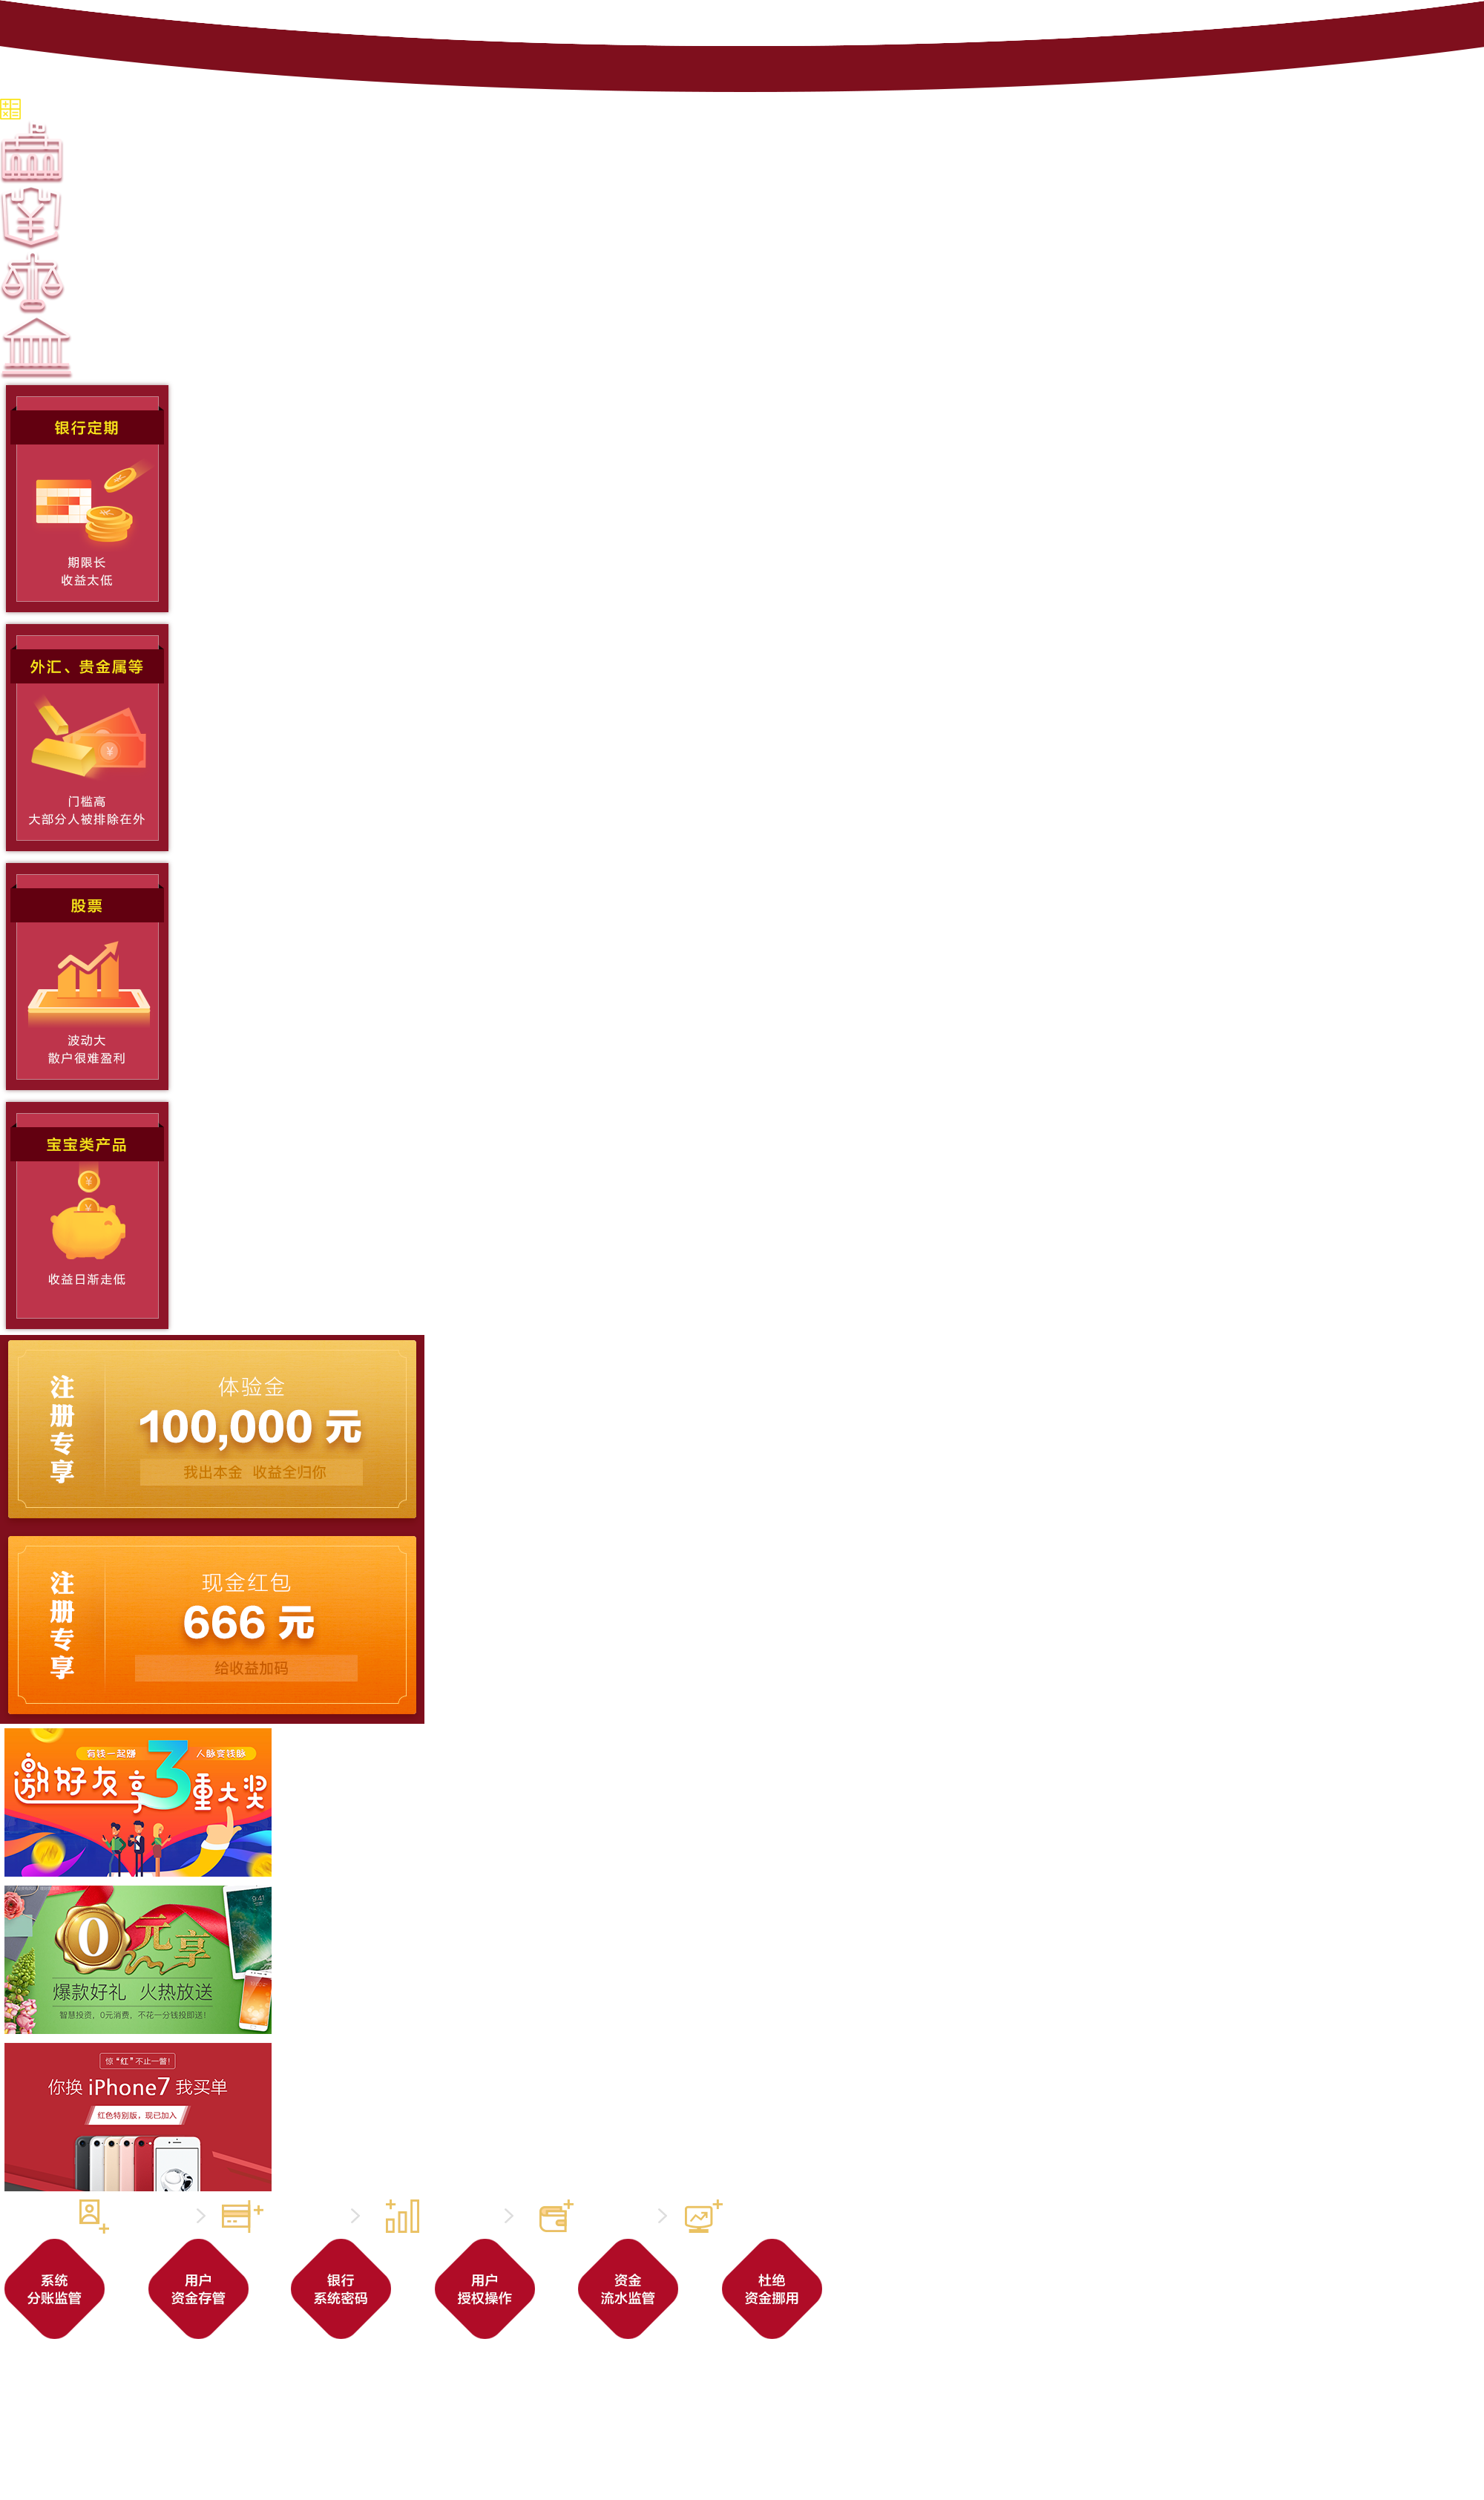 银行定期
期限长
收益太低
外汇、贵金属等
¥
门槛高
大部分人被排除在外
股票
波动大
散户很难盈利
宝宝类产品
¥
¥
收益日渐走低
注册专享
体验金
100,000 元
我出本金 收益全归你
注册专享
现金红包
666 元
给收益加码
有钱一起赚 人脉变钱脉
邀好友享3重大奖
9:41
0元享
爆款好礼 火热放送
智慧投资，0元消费，不花一分钱投即送！
惊“红”不止一瞥！
你换 iPhone7 我买单
红色特别版，现已加入
系统
分账监管
用户
资金存管
银行
系统密码
用户
授权操作
资金
流水监管
杜绝
资金挪用